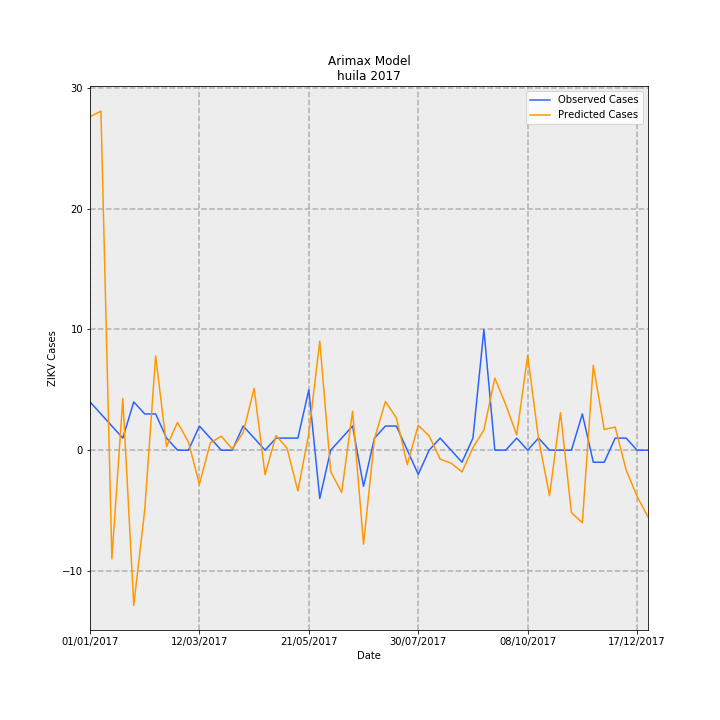 Arimax Model
huila 2017
Observed Cases
Predicted Cases
30
20
10
0
−10
ZIKV Cases
01/01/2017 12/03/2017 21/05/2017 30/07/2017 08/10/2017 17/12/2017
Date